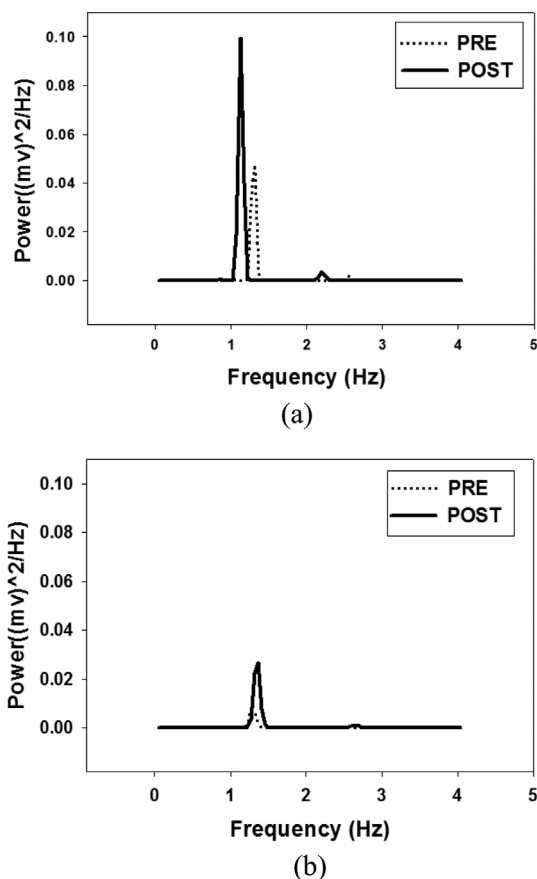 PRE
POST
Power((mv)^2/Hz)
0.10
0.08
0.06
0.04
0.02
0.00
0 1 2 3 4 5
Frequency (Hz)
(a)
PRE
POST
Power((mv)^2/Hz)
0.10
0.08
0.06
0.04
0.02
0.00
0 1 2 3 4 5
Frequency (Hz)
(b)